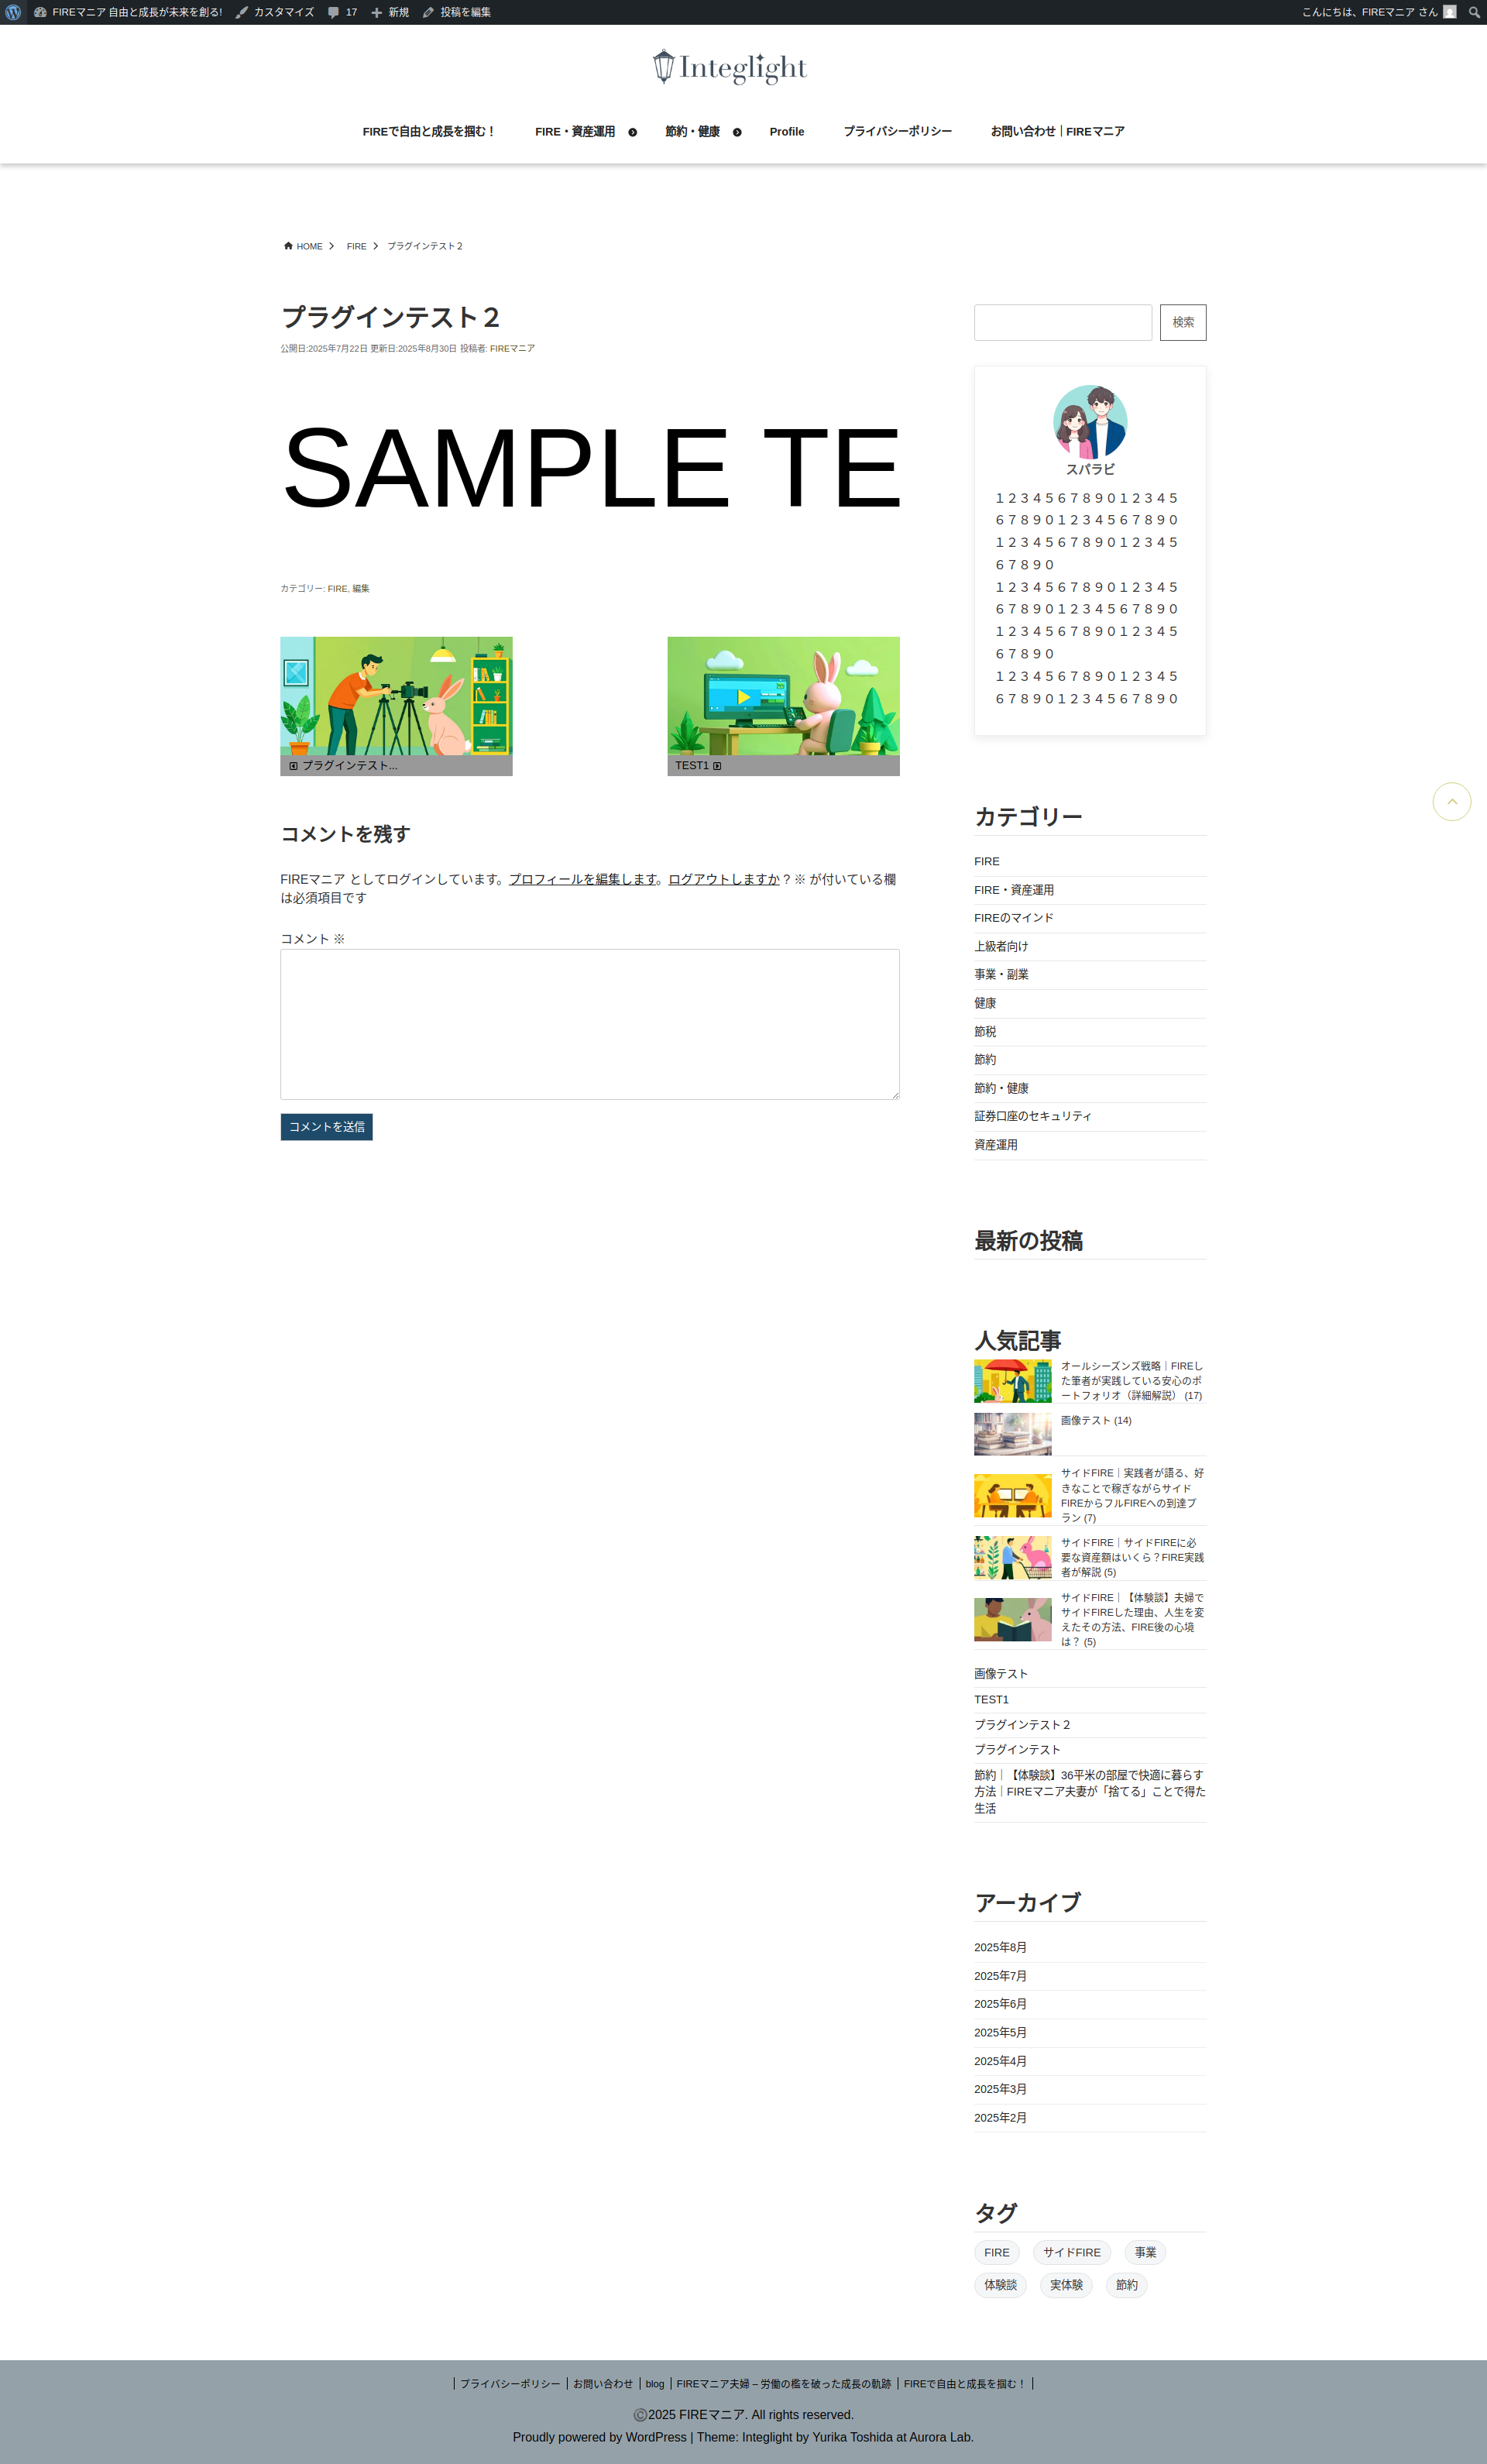 FIREマニア 自由と成長が未来を創る! カスタマイズ 17 新規 投稿を編集 こんにちは、FIREマニア さん
Integlight
FIREで自由と成長を掴む！ FIRE・資産運用 節約・健康 Profile プライバシーポリシー お問い合わせ｜FIREマニア
HOME FIRE プラグインテスト２
プラグインテスト２
公開日:2025年7月22日 更新日:2025年8月30日 投稿者: FIREマニア
SAMPLE TE
カテゴリー: FIRE, 編集
プラグインテスト...
TEST1
コメントを残す
FIREマニア としてログインしています。プロフィールを編集します。ログアウトしますか ? ※ が付いている欄
は必須項目です
コメント ※
コメントを送信
検索
スパラビ
１２３４５６７８９０１２３４５
６７８９０１２３４５６７８９０
１２３４５６７８９０１２３４５
６７８９０
１２３４５６７８９０１２３４５
６７８９０１２３４５６７８９０
１２３４５６７８９０１２３４５
６７８９０
１２３４５６７８９０１２３４５
６７８９０１２３４５６７８９０
カテゴリー
FIRE
FIRE・資産運用
FIREのマインド
上級者向け
事業・副業
健康
節税
節約
節約・健康
証券口座のセキュリティ
資産運用
最新の投稿
人気記事
オールシーズンズ戦略｜FIREし
た筆者が実践している安心のポ
ートフォリオ（詳細解説） (17)
画像テスト (14)
サイドFIRE｜実践者が語る、好
きなことで稼ぎながらサイド
FIREからフルFIREへの到達プ
ラン (7)
サイドFIRE｜サイドFIREに必
要な資産額はいくら？FIRE実践
者が解説 (5)
サイドFIRE｜【体験談】夫婦で
サイドFIREした理由、人生を変
えたその方法、FIRE後の心境
は？ (5)
画像テスト
TEST1
プラグインテスト２
プラグインテスト
節約｜【体験談】36平米の部屋で快適に暮らす
方法｜FIREマニア夫妻が「捨てる」ことで得た
生活
アーカイブ
2025年8月
2025年7月
2025年6月
2025年5月
2025年4月
2025年3月
2025年2月
タグ
FIRE サイドFIRE 事業
体験談 実体験 節約
プライバシーポリシー お問い合わせ blog FIREマニア夫婦 – 労働の檻を破った成長の軌跡 FIREで自由と成長を掴む！
©2025 FIREマニア. All rights reserved.
Proudly powered by WordPress | Theme: Integlight by Yurika Toshida at Aurora Lab.